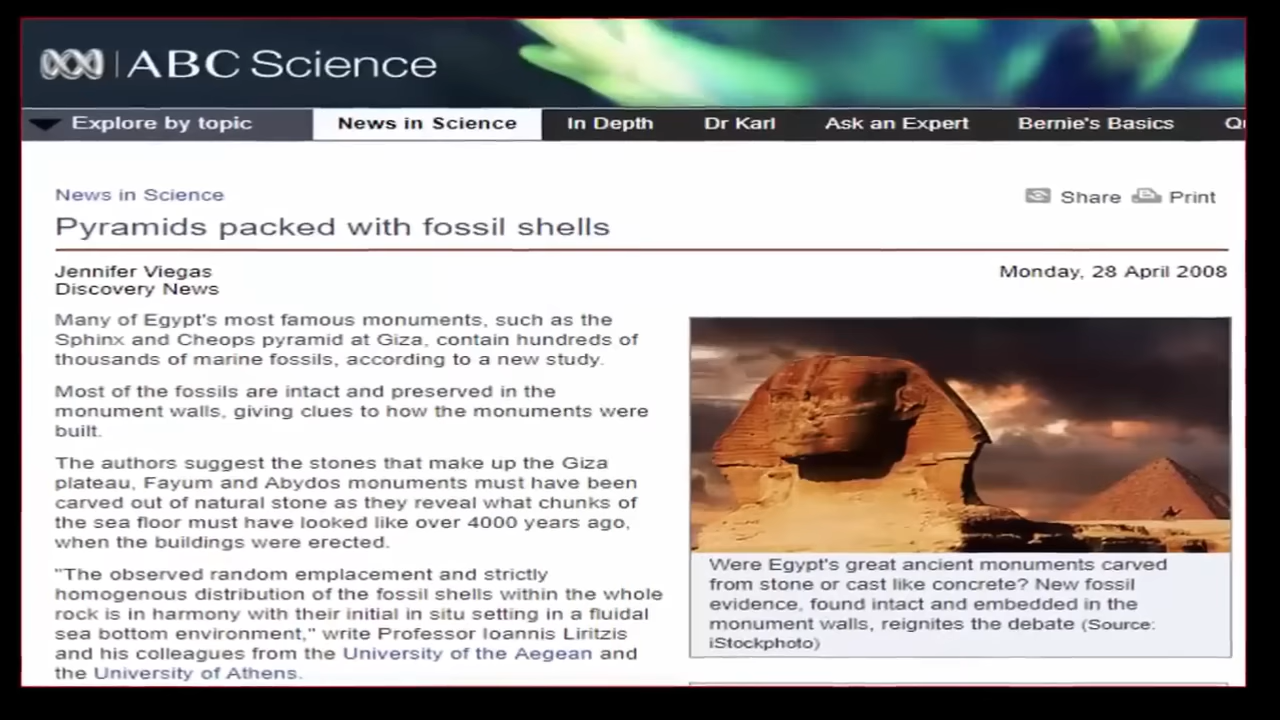 ABC Science
Explore by topic
News in Science
In Depth
Dr Karl
Ask an Expert
Bernie's Basics
News in Science
Share
Print
Pyramids packed with fossil shells
Jennifer Viegas
Discovery News
Monday, 28 April 2008
Many of Egypt's most famous monuments, such as the
Sphinx and Cheops pyramid at Giza, contain hundreds of
thousands of marine fossils, according to a new study.
Most of the fossils are intact and preserved in the
monument walls, giving clues to how the monuments were
built.
The authors suggest the stones that make up the Giza
plateau, Fayum and Abydos monuments must have been
carved out of natural stone as they reveal what chunks of
the sea floor must have looked like over 4000 years ago,
when the buildings were erected.
"The observed random emplacement and strictly
homogenous distribution of the fossil shells within the whole
rock is in harmony with their initial in situ setting in a fluidal
sea bottom environment," write Professor Ioannis Liritzis
and his colleagues from the University of the Aegean and
the University of Athens.
Were Egypt's great ancient monuments carved
from stone or cast like concrete? New fossil
evidence, found intact and embedded in the
monument walls, reignites the debate (Source:
iStockphoto)